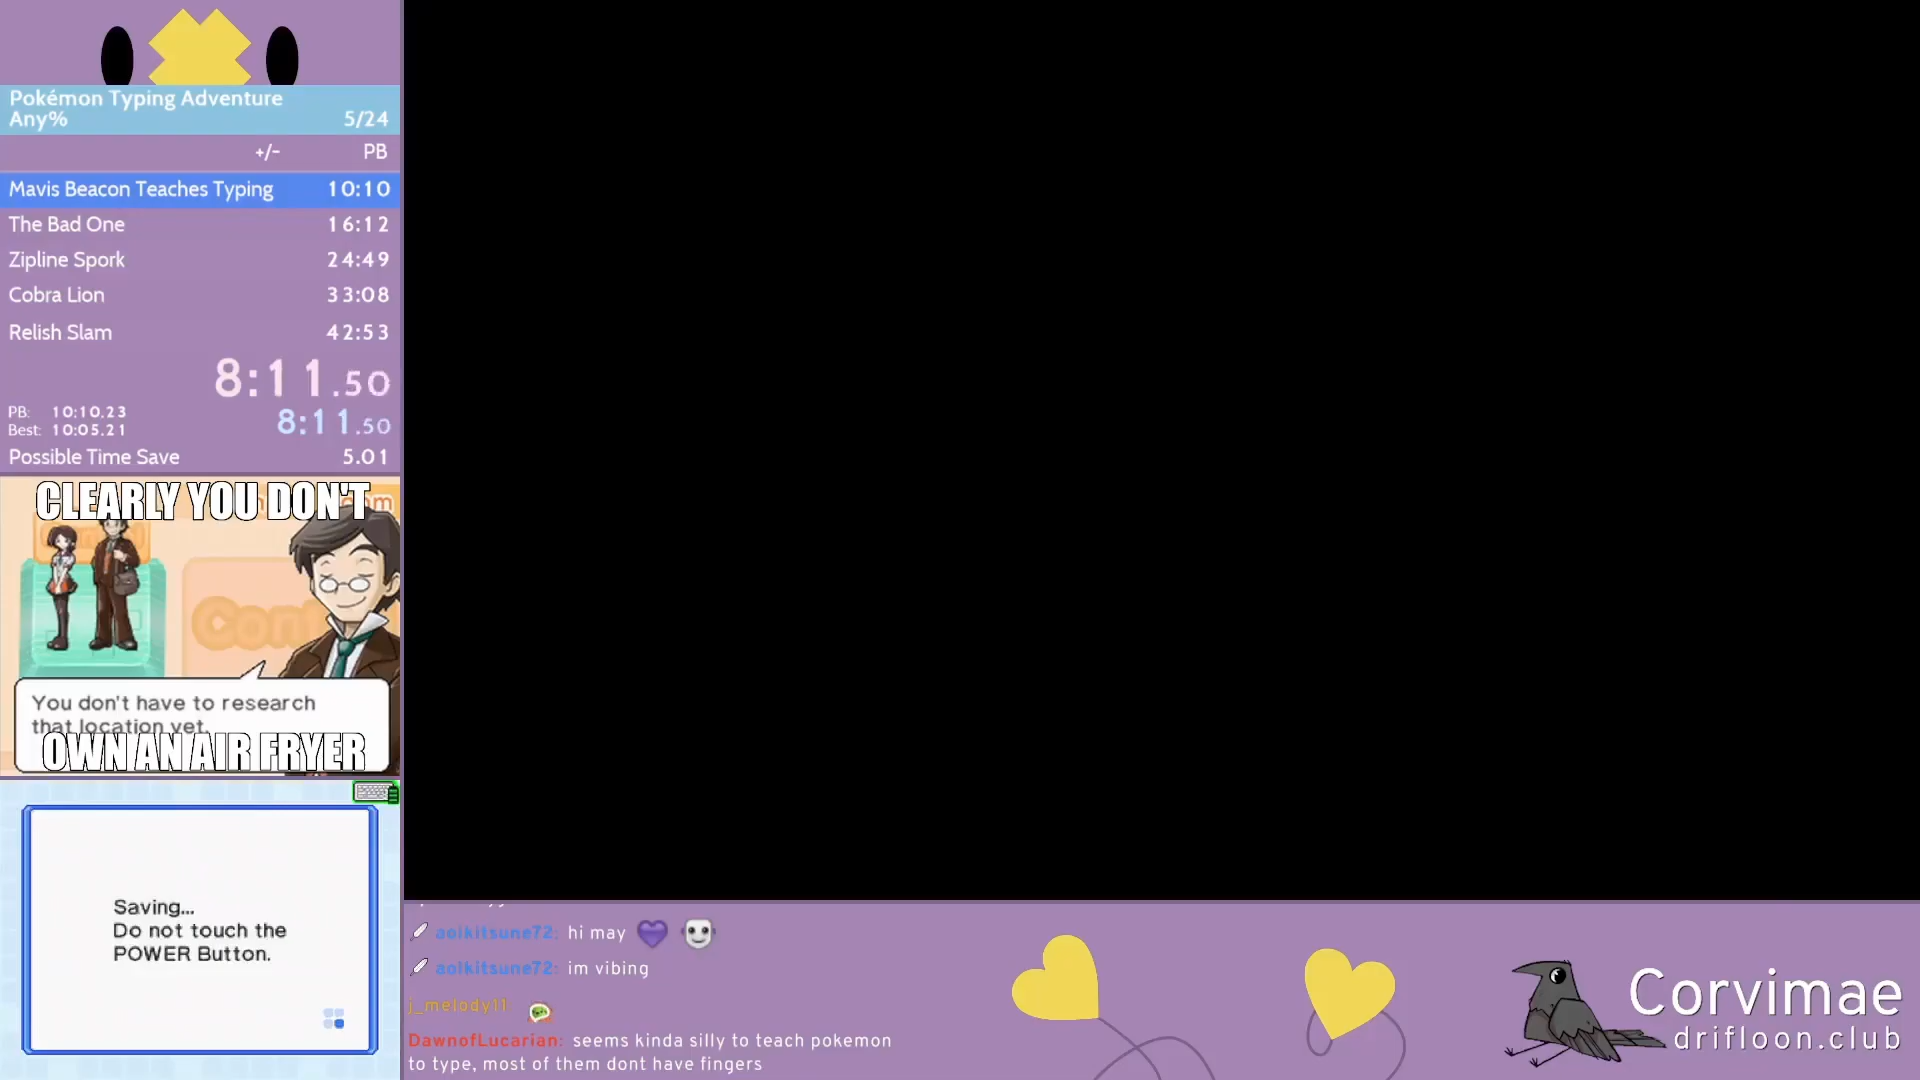 Pokémon Typing Adventure
Any% 5/24
+/- PB
Mavis Beacon Teaches Typing 10:10
The Bad One 16:12
Zipline Spork 24:49
Cobra Lion 33:08
Relish Slam 42:53
8:11.50
PB: 10:10.23
8:11.50
Best: 10:05.21
Possible Time Save 5.01
CLEARLY YOU DON'T
You don't have to research
that location yet.
OWN AN AIR FRYER
Saving...
Do not touch the
POWER Button.
aolkitsune72: hi may
aolkitsune72: im vibing
j_melody11
DawnofLucarian: seems kinda silly to teach pokemon
to type, most of them dont have fingers
Corvimae
drifloon.club